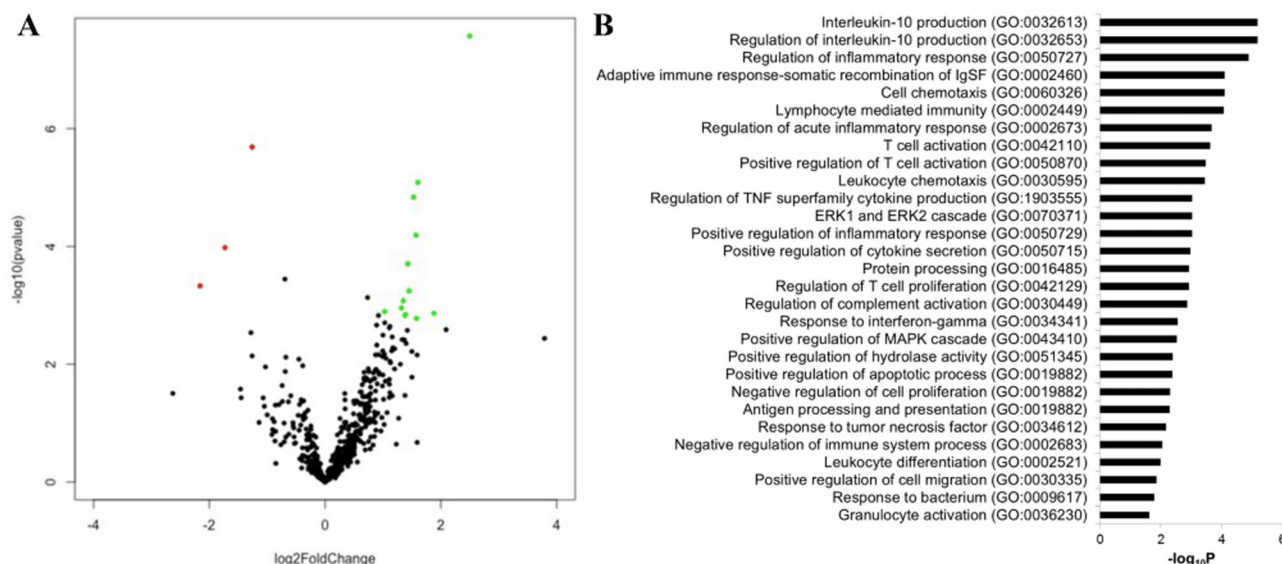 A
6
4
2
0
-log10(pvalue)
-4
-2
0
2
4
log2FoldChange
B
Interleukin-10 production (GO:0032613)
Regulation of interleukin-10 production (GO:0032653)
Regulation of inflammatory response (GO:0050727)
Adaptive immune response-somatic recombination of IgSF (GO:0002460)
Cell chemotaxis (GO:0060326)
Lymphocyte mediated immunity (GO:0002449)
Regulation of acute inflammatory response (GO:0002673)
T cell activation (GO:0042110)
Positive regulation of T cell activation (GO:0050870)
Leukocyte chemotaxis (GO:0030595)
Regulation of TNF superfamily cytokine production (GO:1903555)
ERK1 and ERK2 cascade (GO:0070371)
Positive regulation of inflammatory response (GO:0050729)
Positive regulation of cytokine secretion (GO:0050715)
Protein processing (GO:0016485)
Regulation of T cell proliferation (GO:0042129)
Regulation of complement activation (GO:0030449)
Response to interferon-gamma (GO:0034341)
Positive regulation of MAPK cascade (GO:0043410)
Positive regulation of hydrolase activity (GO:0051345)
Positive regulation of apoptotic process (GO:0019882)
Negative regulation of cell proliferation (GO:0019882)
Antigen processing and presentation (GO:0019882)
Response to tumor necrosis factor (GO:0034612)
Negative regulation of immune system process (GO:0002683)
Leukocyte differentiation (GO:0002521)
Positive regulation of cell migration (GO:0030335)
Response to bacterium (GO:0009617)
Granulocyte activation (GO:0036230)
0
2
4
6
-log₁₀P